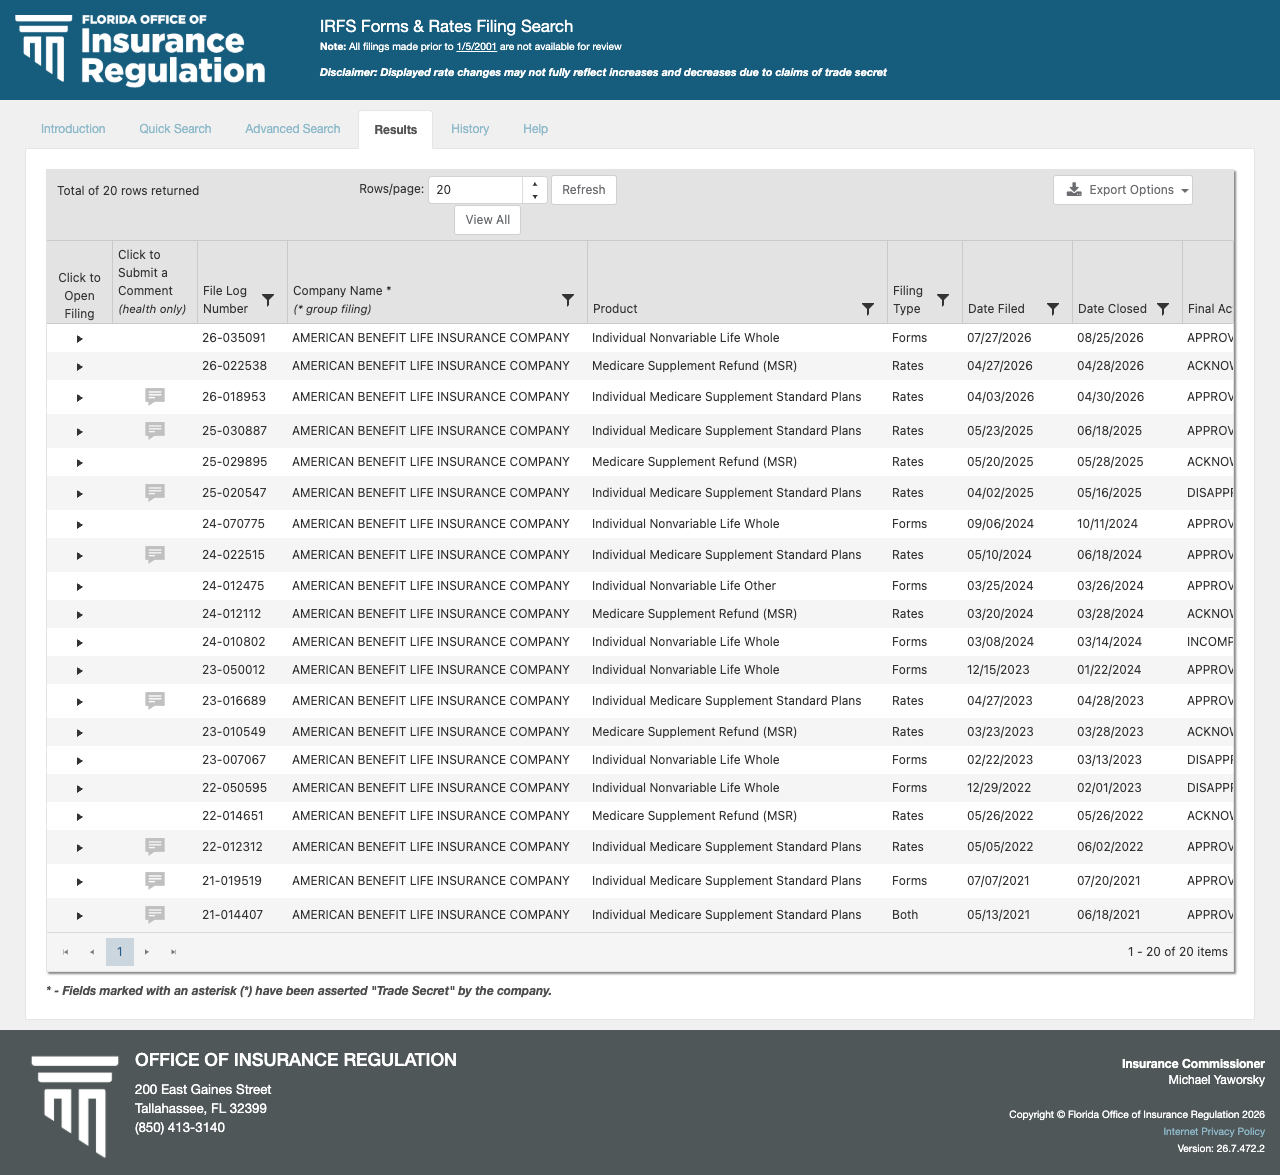 FLORIDA OFFICE OF
Insurance
Regulation
IRFS Forms & Rates Filing Search
Note: All filings made prior to 1/5/2001 are not available for review
Disclaimer: Displayed rate changes may not fully reflect increases and decreases due to claims of trade secret
Introduction Quick Search Advanced Search Results History Help
Total of 20 rows returned Rows/page: 20 Refresh Export Options
View All
Click to Open Filing Click to Submit a Comment (health only) File Log Number Company Name * (* group filing) Product Filing Type Date Filed Date Closed Final Ac
26-035091 AMERICAN BENEFIT LIFE INSURANCE COMPANY Individual Nonvariable Life Whole Forms 07/27/2026 08/25/2026 APPROV
26-022538 AMERICAN BENEFIT LIFE INSURANCE COMPANY Medicare Supplement Refund (MSR) Rates 04/27/2026 04/28/2026 ACKNOW
26-018953 AMERICAN BENEFIT LIFE INSURANCE COMPANY Individual Medicare Supplement Standard Plans Rates 04/03/2026 04/30/2026 APPROV
25-030887 AMERICAN BENEFIT LIFE INSURANCE COMPANY Individual Medicare Supplement Standard Plans Rates 05/23/2025 06/18/2025 APPROV
25-029895 AMERICAN BENEFIT LIFE INSURANCE COMPANY Medicare Supplement Refund (MSR) Rates 05/20/2025 05/28/2025 ACKNOW
25-020547 AMERICAN BENEFIT LIFE INSURANCE COMPANY Individual Medicare Supplement Standard Plans Rates 04/02/2025 05/16/2025 DISAPPR
24-070775 AMERICAN BENEFIT LIFE INSURANCE COMPANY Individual Nonvariable Life Whole Forms 09/06/2024 10/11/2024 APPROV
24-022515 AMERICAN BENEFIT LIFE INSURANCE COMPANY Individual Medicare Supplement Standard Plans Rates 05/10/2024 06/18/2024 APPROV
24-012475 AMERICAN BENEFIT LIFE INSURANCE COMPANY Individual Nonvariable Life Other Forms 03/25/2024 03/26/2024 APPROV
24-012112 AMERICAN BENEFIT LIFE INSURANCE COMPANY Medicare Supplement Refund (MSR) Rates 03/20/2024 03/28/2024 ACKNOW
24-010802 AMERICAN BENEFIT LIFE INSURANCE COMPANY Individual Nonvariable Life Whole Forms 03/08/2024 03/14/2024 INCOMP
23-050012 AMERICAN BENEFIT LIFE INSURANCE COMPANY Individual Nonvariable Life Whole Forms 12/15/2023 01/22/2024 APPROV
23-016689 AMERICAN BENEFIT LIFE INSURANCE COMPANY Individual Medicare Supplement Standard Plans Rates 04/27/2023 04/28/2023 APPROV
23-010549 AMERICAN BENEFIT LIFE INSURANCE COMPANY Medicare Supplement Refund (MSR) Rates 03/23/2023 03/28/2023 ACKNOW
23-007067 AMERICAN BENEFIT LIFE INSURANCE COMPANY Individual Nonvariable Life Whole Forms 02/22/2023 03/13/2023 DISAPPR
22-050595 AMERICAN BENEFIT LIFE INSURANCE COMPANY Individual Nonvariable Life Whole Forms 12/29/2022 02/01/2023 DISAPPR
22-014651 AMERICAN BENEFIT LIFE INSURANCE COMPANY Medicare Supplement Refund (MSR) Rates 05/26/2022 05/26/2022 ACKNOW
22-012312 AMERICAN BENEFIT LIFE INSURANCE COMPANY Individual Medicare Supplement Standard Plans Rates 05/05/2022 06/02/2022 APPROV
21-019519 AMERICAN BENEFIT LIFE INSURANCE COMPANY Individual Medicare Supplement Standard Plans Forms 07/07/2021 07/20/2021 APPROV
21-014407 AMERICAN BENEFIT LIFE INSURANCE COMPANY Individual Medicare Supplement Standard Plans Both 05/13/2021 06/18/2021 APPROV
1 1 - 20 of 20 items
* - Fields marked with an asterisk (*) have been asserted "Trade Secret" by the company.
OFFICE OF INSURANCE REGULATION
200 East Gaines Street
Tallahassee, FL 32399
(850) 413-3140
Insurance Commissioner
Michael Yaworsky
Copyright © Florida Office of Insurance Regulation 2026
Internet Privacy Policy
Version: 26.7.472.2